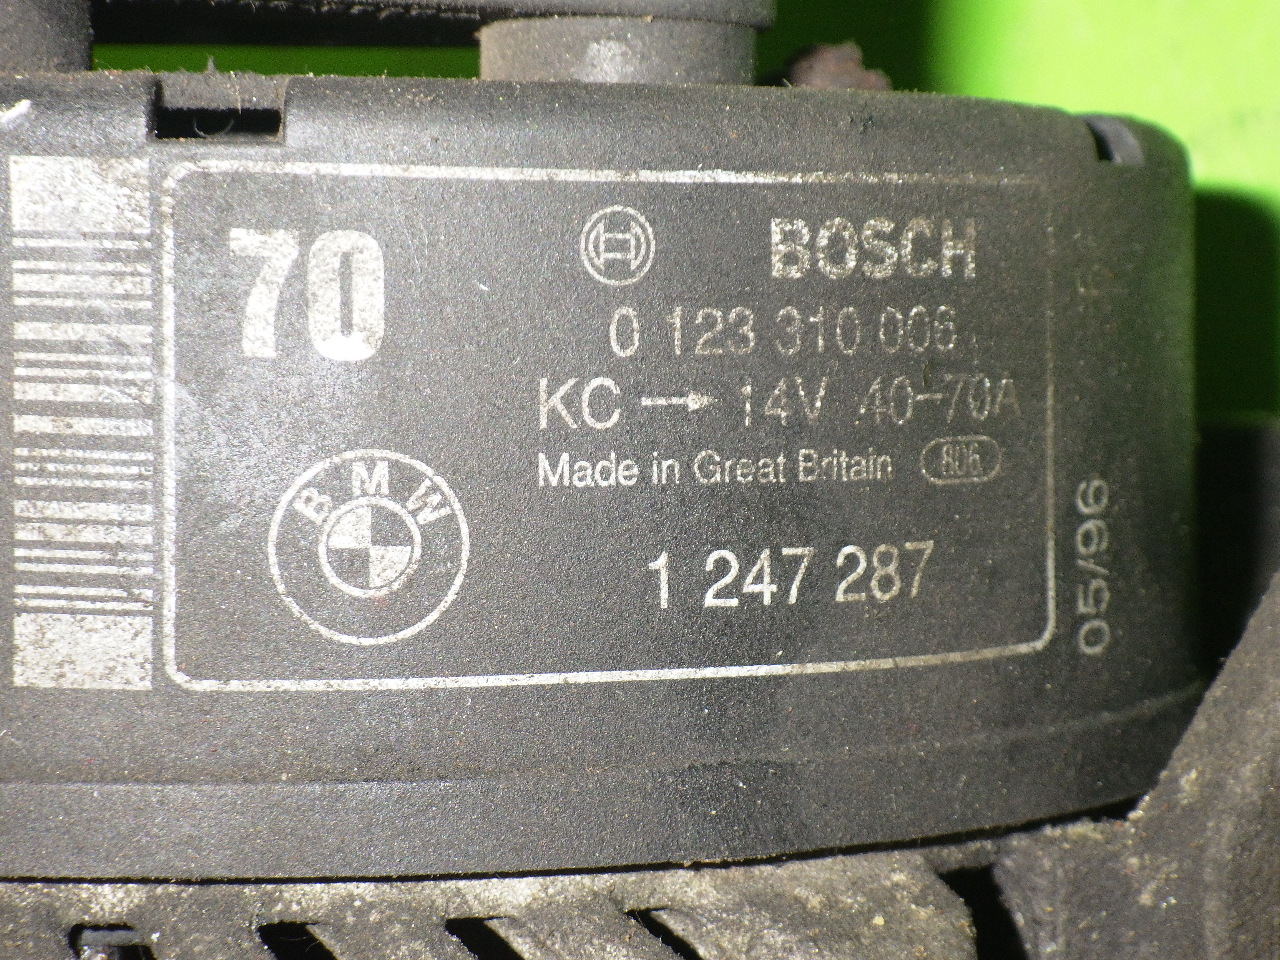 70
BOSCH
0 123 310 006
KC → 14V 40-70A
Made in Great Britain 806
BMW
1 247 287
05/96